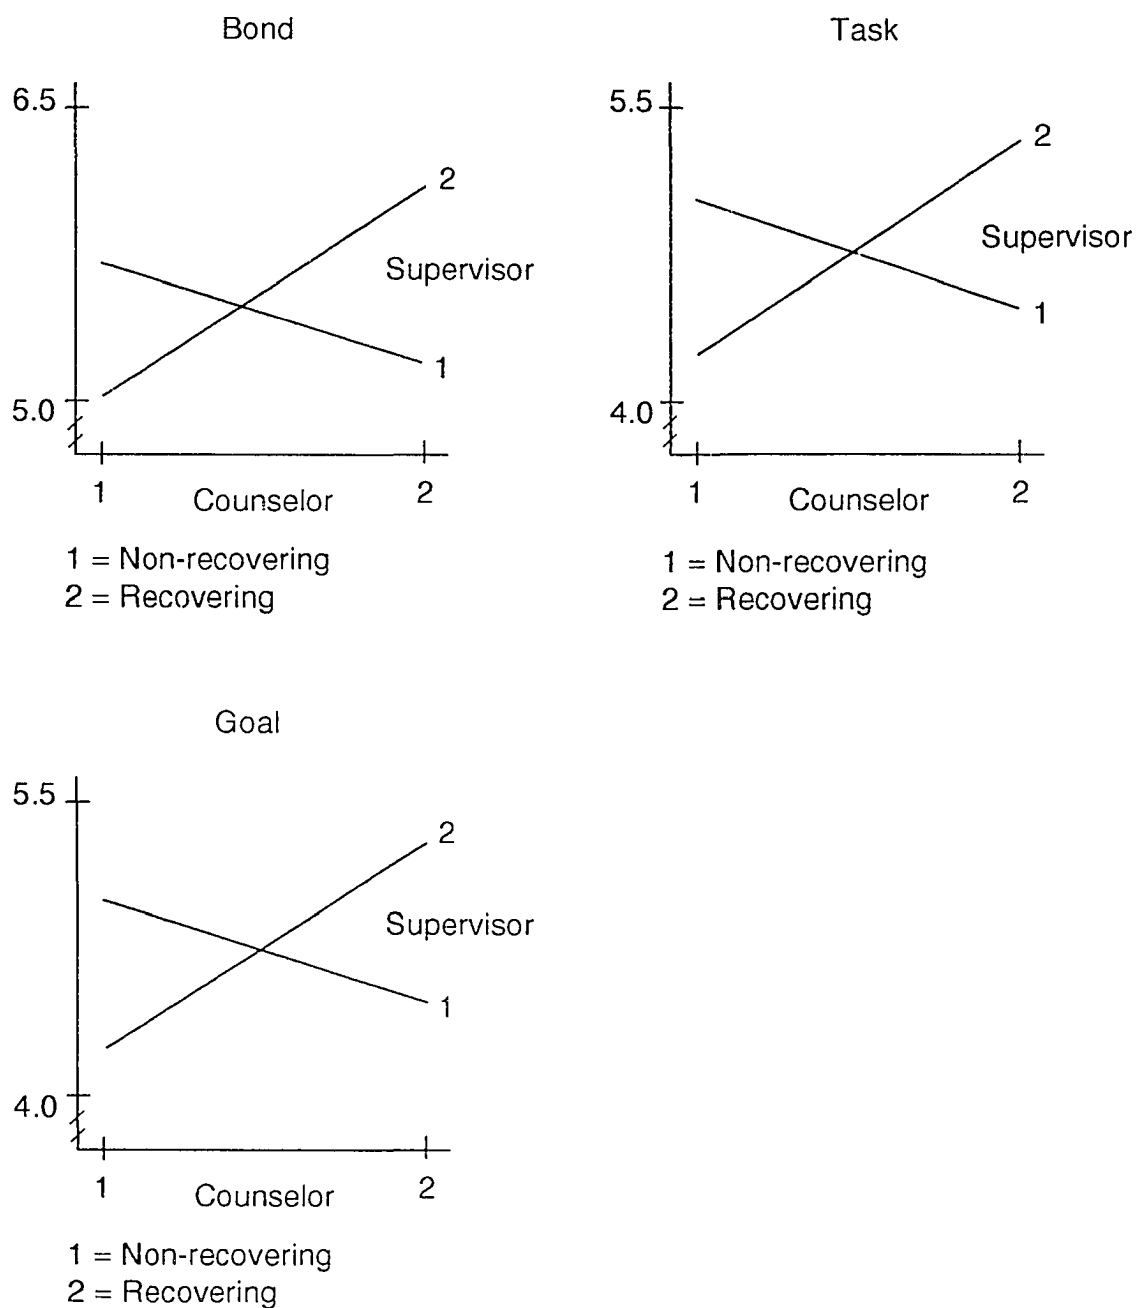 Bond
6.5
2
Supervisor
1
5.0
1
Counselor
2
1 = Non-recovering
2 = Recovering
Task
5.5
2
Supervisor
1
4.0
1
Counselor
2
1 = Non-recovering
2 = Recovering
Goal
5.5
2
Supervisor
1
4.0
1
Counselor
2
1 = Non-recovering
2 = Recovering